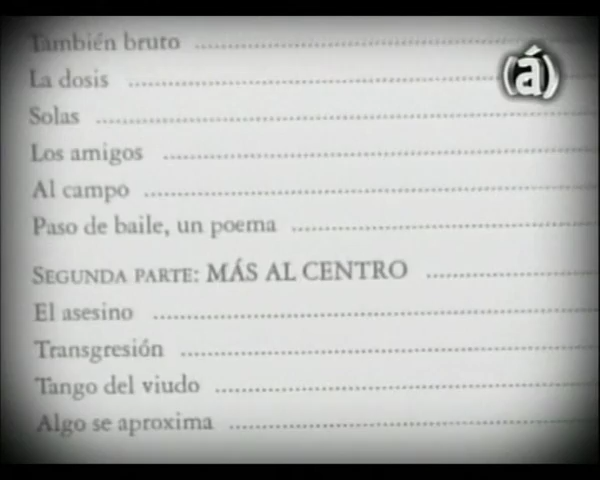 También bruto
La dosis
Solas
Los amigos
Al campo
Paso de baile, un poema
SEGUNDA PARTE: MÁS AL CENTRO
El asesino
Transgresión
Tango del viudo
Algo se aproxima
(á)